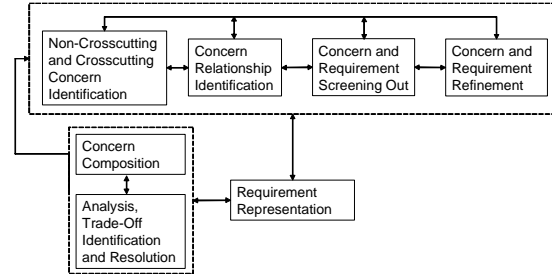 Non-Crosscutting
and Crosscutting
Concern
Identification
Concern
Relationship
Identification
Concern and
Requirement
Screening Out
Concern and
Requirement
Refinement
Concern
Composition
Analysis,
Trade-Off
Identification
and Resolution
Requirement
Representation